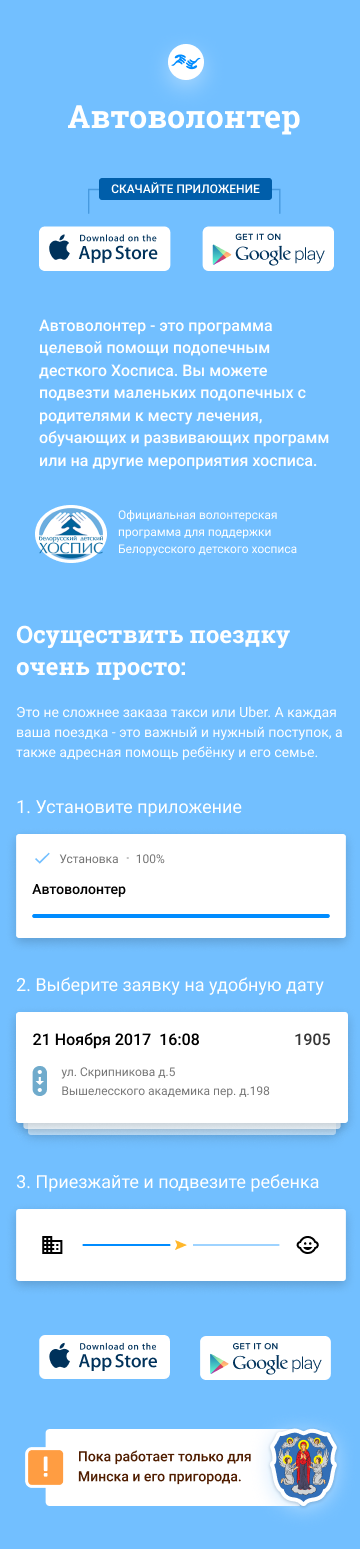 Автоволонтер
СКАЧАЙТЕ ПРИЛОЖЕНИЕ
Download on the
App Store
GET IT ON
Google play
Автоволонтер - это программа
целевой помощи подопечным
десткого Хосписа. Вы можете
подвезти маленьких подопечных с
родителями к месту лечения,
обучающих и развивающих программ
или на другие мероприятия хосписа.
белорусский детский
ХОСПИС
Официальная волонтерская
программа для поддержки
Белорусского детского хосписа
Осуществить поездку
очень просто:
Это не сложнее заказа такси или Uber. А каждая
ваша поездка - это важный и нужный поступок, а
также адресная помощь ребёнку и его семье.
1. Установите приложение
Установка · 100%
Автоволонтер
2. Выберите заявку на удобную дату
21 Ноября 2017 16:08 1905
ул. Скрипникова д.5
Вышелесского академика пер. д.198
3. Приезжайте и подвезите ребенка
Download on the
App Store
GET IT ON
Google play
!
Пока работает только для
Минска и его пригорода.